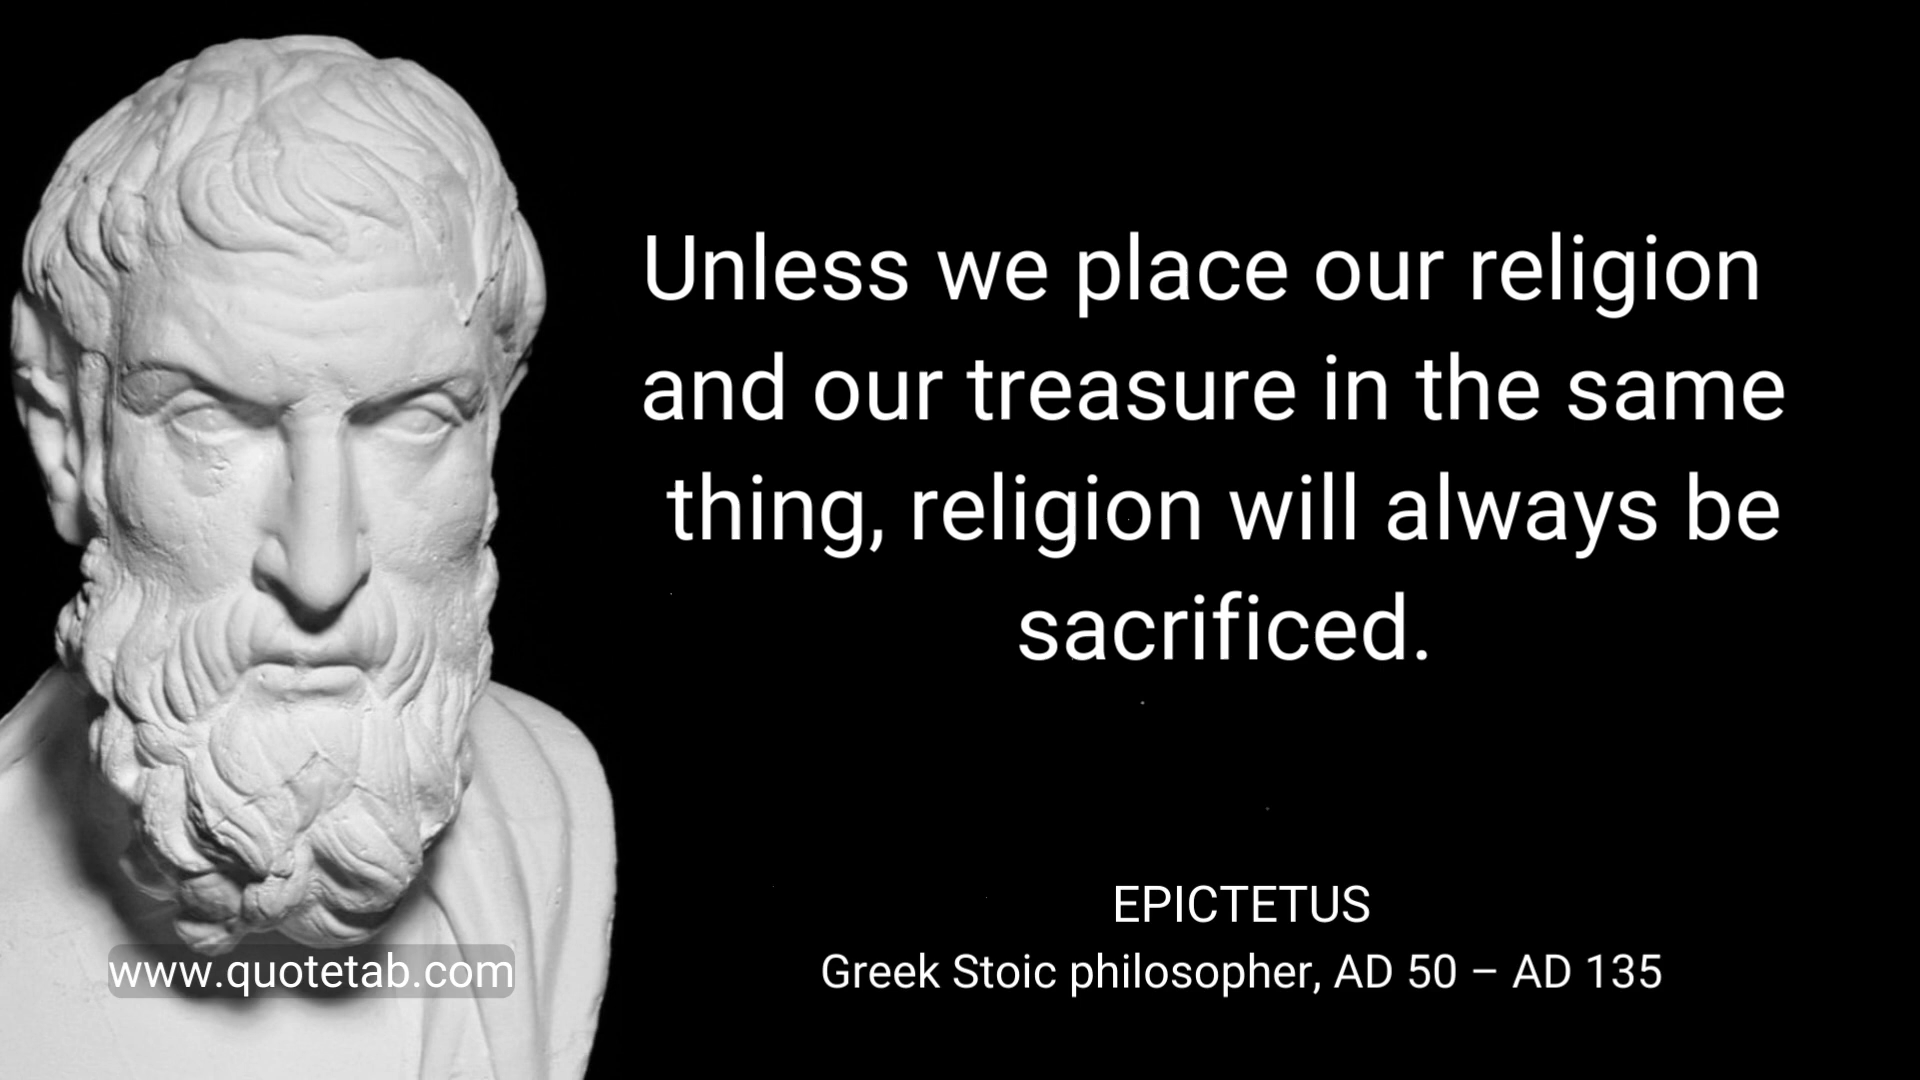 Unless we place our religion
and our treasure in the same
thing, religion will always be
sacrificed.
EPICTETUS
Greek Stoic philosopher, AD 50 – AD 135
www.quotetab.com